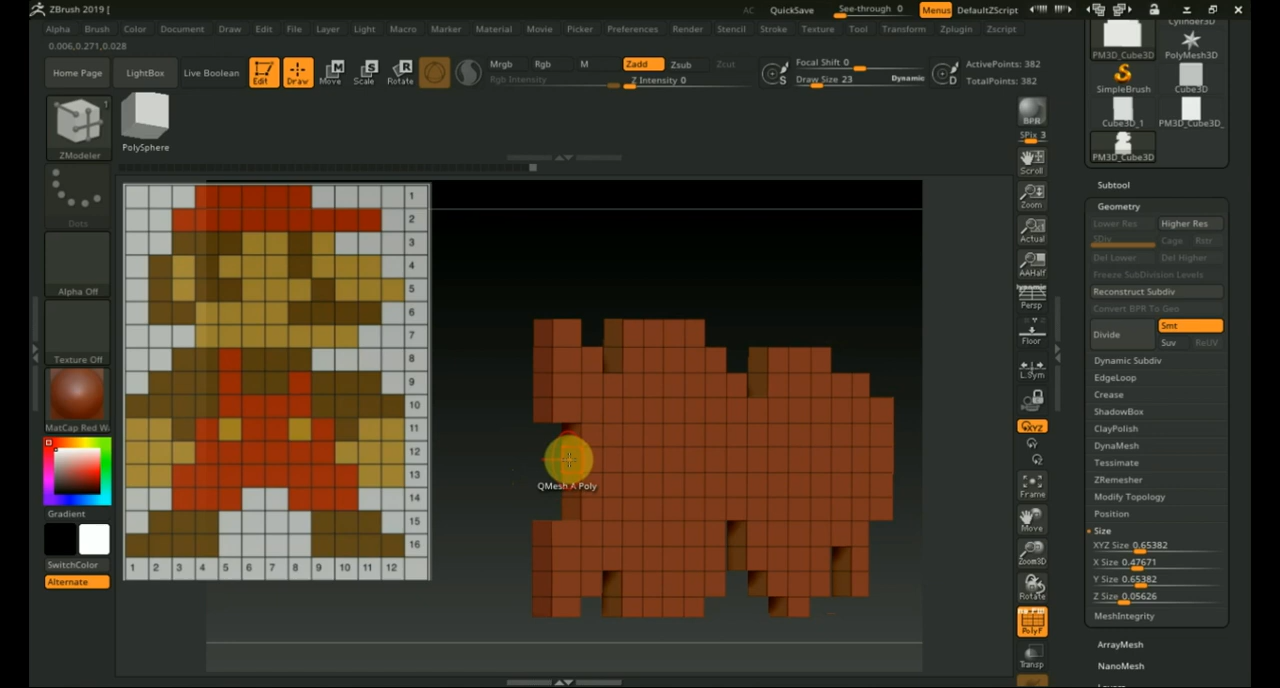 ZBrush 2019 [
AC QuickSave See-through 0 Menus DefaultZScript
Alpha Brush Color Document Draw Edit File Layer Light Macro Marker Material Movie Picker Preferences Render Stencil Stroke Texture Tool Transform Zplugin Zscript
0.006,0.271,0.028
Home Page LightBox Live Boolean Edit Draw Move Scale Rotate
Mrgb Rgb M Zadd Zsub Zcut
Rgb Intensity Z Intensity 0
Focal Shift 0
Draw Size 23 Dynamic
ActivePoints: 382
TotalPoints: 382
PM3D_Cube3D PolyMesh3D
Cylinder3D
SimpleBrush Cube3D
Cube3D_1 PM3D_Cube3D_
PM3D_Cube3D
ZModeler
PolySphere
Dots
Alpha Off
Texture Off
MatCap Red W
Gradient
SwitchColor
Alternate
1
2
3
4
5
6
7
8
9
10
11
12
13
14
15
16
1 2 3 4 5 6 7 8 9 10 11 12
QMesh A Poly
BPR
SPix 3
Scroll
Zoom
Actual
AAHalf
Dynamic
Persp
Floor
L.Sym
XYZ
Frame
Move
Zoom3D
Rotate
PolyF
Transp
Subtool
Geometry
Lower Res Higher Res
SDiv Cage Rstr
Del Lower Del Higher
Freeze SubDivision Levels
Reconstruct Subdiv
Convert BPR To Geo
Divide Smt
Suv ReUV
Dynamic Subdiv
EdgeLoop
Crease
ShadowBox
ClayPolish
DynaMesh
Tessimate
ZRemesher
Modify Topology
Position
Size
XYZ Size 0.65382
X Size 0.47671
Y Size 0.65382
Z Size 0.05626
MeshIntegrity
ArrayMesh
NanoMesh